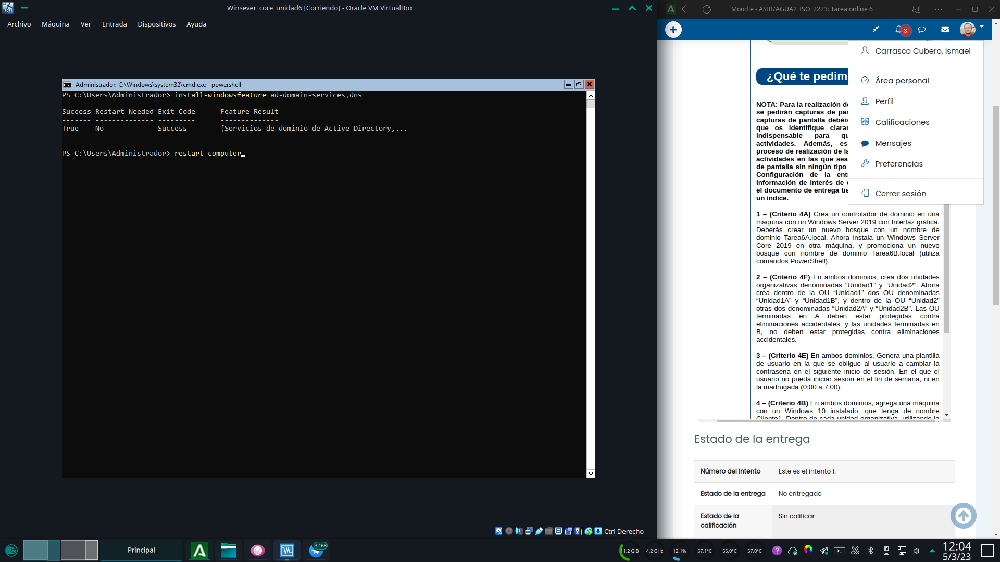 Winsever_core_unidad6 [Corriendo] - Oracle VM VirtualBox
Archivo Máquina Ver Entrada Dispositivos Ayuda
Administrador: C:\Windows\system32\cmd.exe - powershell
PS C:\Users\Administrador> install-windowsfeature ad-domain-services,dns
Success Restart Needed Exit Code Feature Result
------- -------------- --------- --------------
True No Success {Servicios de dominio de Active Directory,...
PS C:\Users\Administrador> restart-computer
Ctrl Derecho
Moodle - ASIR/AGUA2_ISO_2223: Tarea online 6
3
Carrasco Cubero, Ismael
Área personal
Perfil
Calificaciones
Mensajes
Preferencias
Cerrar sesión
¿Qué te pedim
NOTA: Para la realización de
se pedirán capturas de pan
capturas de pantalla debéis
que os identifique claram
indispensable para qu
actividades. Además, es
proceso de realización de la
actividades en las que sea
de pantalla sin ningún tipo
Configuración de la entr
Información de interés de e
el documento de entrega tie
un índice.
1 – (Criterio 4A) Crea un controlador de dominio en una
máquina con un Windows Server 2019 con Interfaz gráfica.
Deberás crear un nuevo bosque con un nombre de
dominio Tarea6A.local. Ahora instala un Windows Server
Core 2019 en otra máquina, y promociona un nuevo
bosque con nombre de dominio Tarea6B.local (utiliza
comandos PowerShell).
2 – (Criterio 4F) En ambos dominios, crea dos unidades
organizativas denominadas “Unidad1” y “Unidad2”. Ahora
crea dentro de la OU “Unidad1” dos OU denominadas
“Unidad1A” y “Unidad1B”, y dentro de la OU “Unidad2”
otras dos denominadas “Unidad2A” y “Unidad2B”. Las OU
terminadas en A deben estar protegidas contra
eliminaciones accidentales, y las unidades terminadas en
B, no deben estar protegidas contra eliminaciones
accidentales.
3 – (Criterio 4E) En ambos dominios. Genera una plantilla
de usuario en la que se obligue al usuario a cambiar la
contraseña en el siguiente inicio de sesión. En el que el
usuario no pueda iniciar sesión en el fin de semana, ni en
la madrugada (0:00 a 7:00).
4 – (Criterio 4B) En ambos dominios, agrega una máquina
con un Windows 10 instalado, que tenga de nombre
Cliente1. Dentro de cada unidad organizativa, utilizando la
Estado de la entrega
Número del intento Este es el intento 1.
Estado de la entrega No entregado
Estado de la Sin calificar
calificación
Principal
3.168
11,2 GiB
4,2 GHz
12,1%
57,1°C
55,0°C
57,0°C
12:04
5/3/23